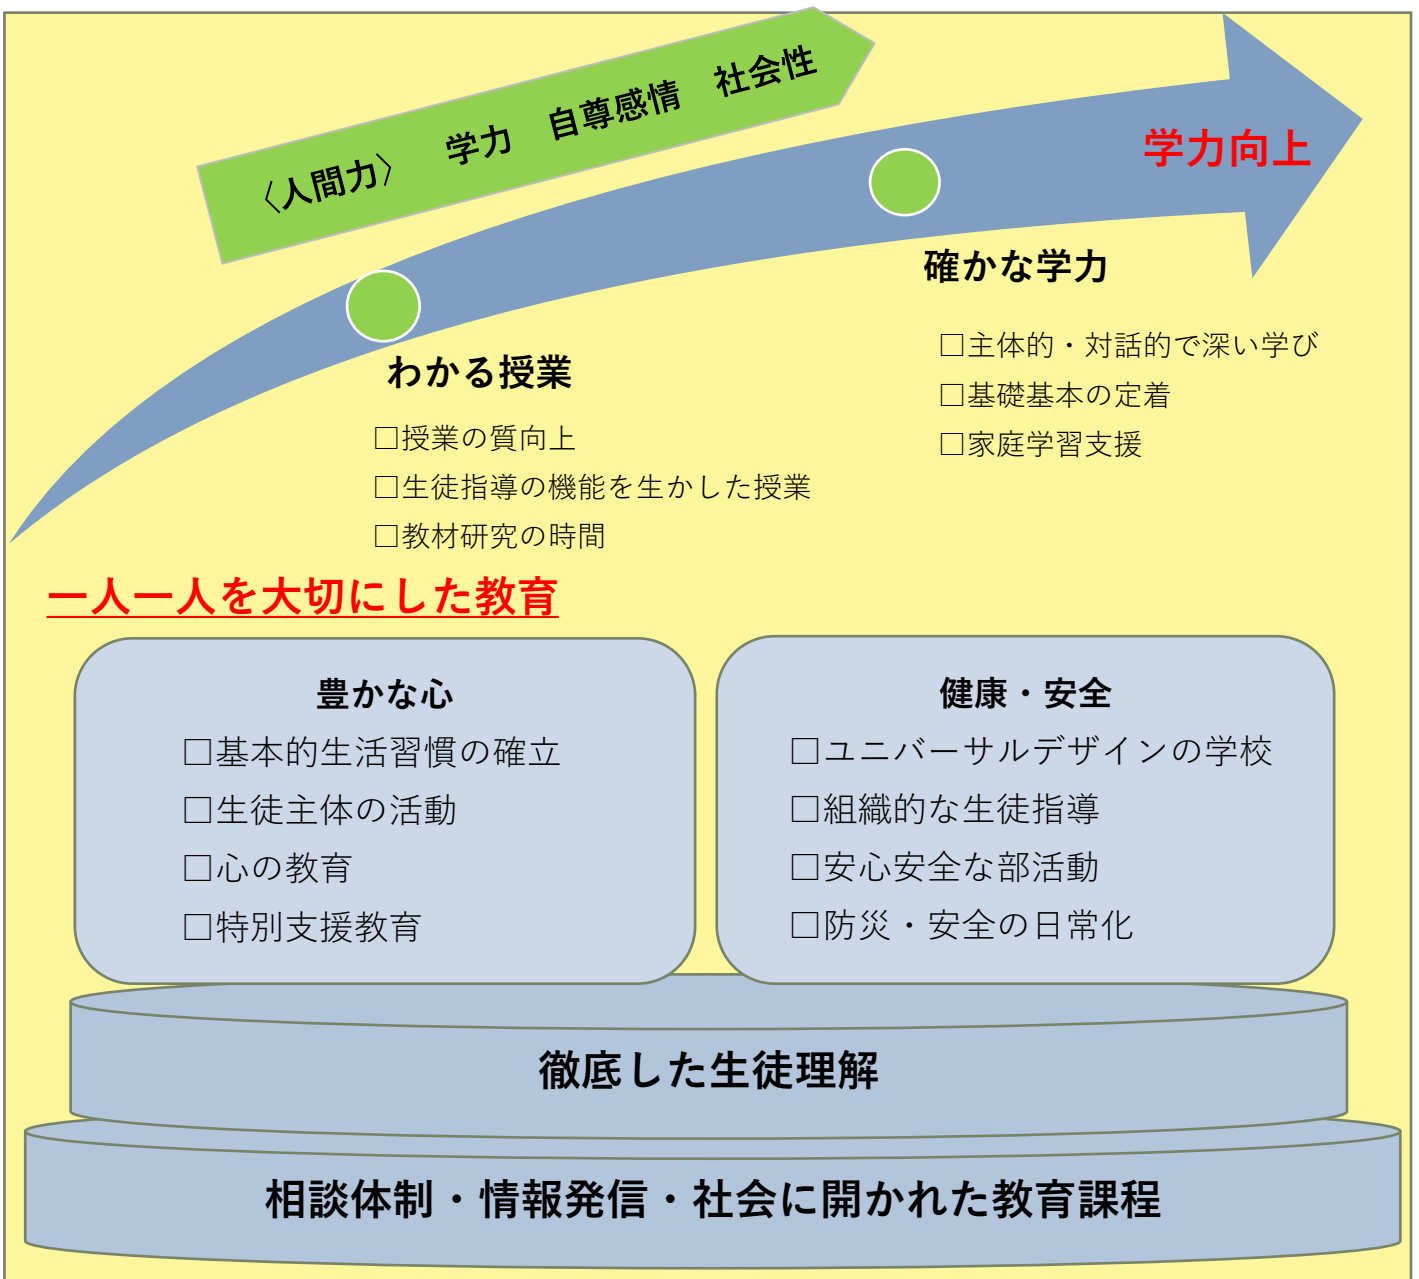 〈人間力〉　学力　自尊感情　社会性
学力向上
確かな学力
□主体的・対話的で深い学び
□基礎基本の定着
□家庭学習支援
わかる授業
□授業の質向上
□生徒指導の機能を生かした授業
□教材研究の時間
一人一人を大切にした教育
豊かな心
□基本的生活習慣の確立
□生徒主体の活動
□心の教育
□特別支援教育
健康・安全
□ユニバーサルデザインの学校
□組織的な生徒指導
□安心安全な部活動
□防災・安全の日常化
徹底した生徒理解
相談体制・情報発信・社会に開かれた教育課程